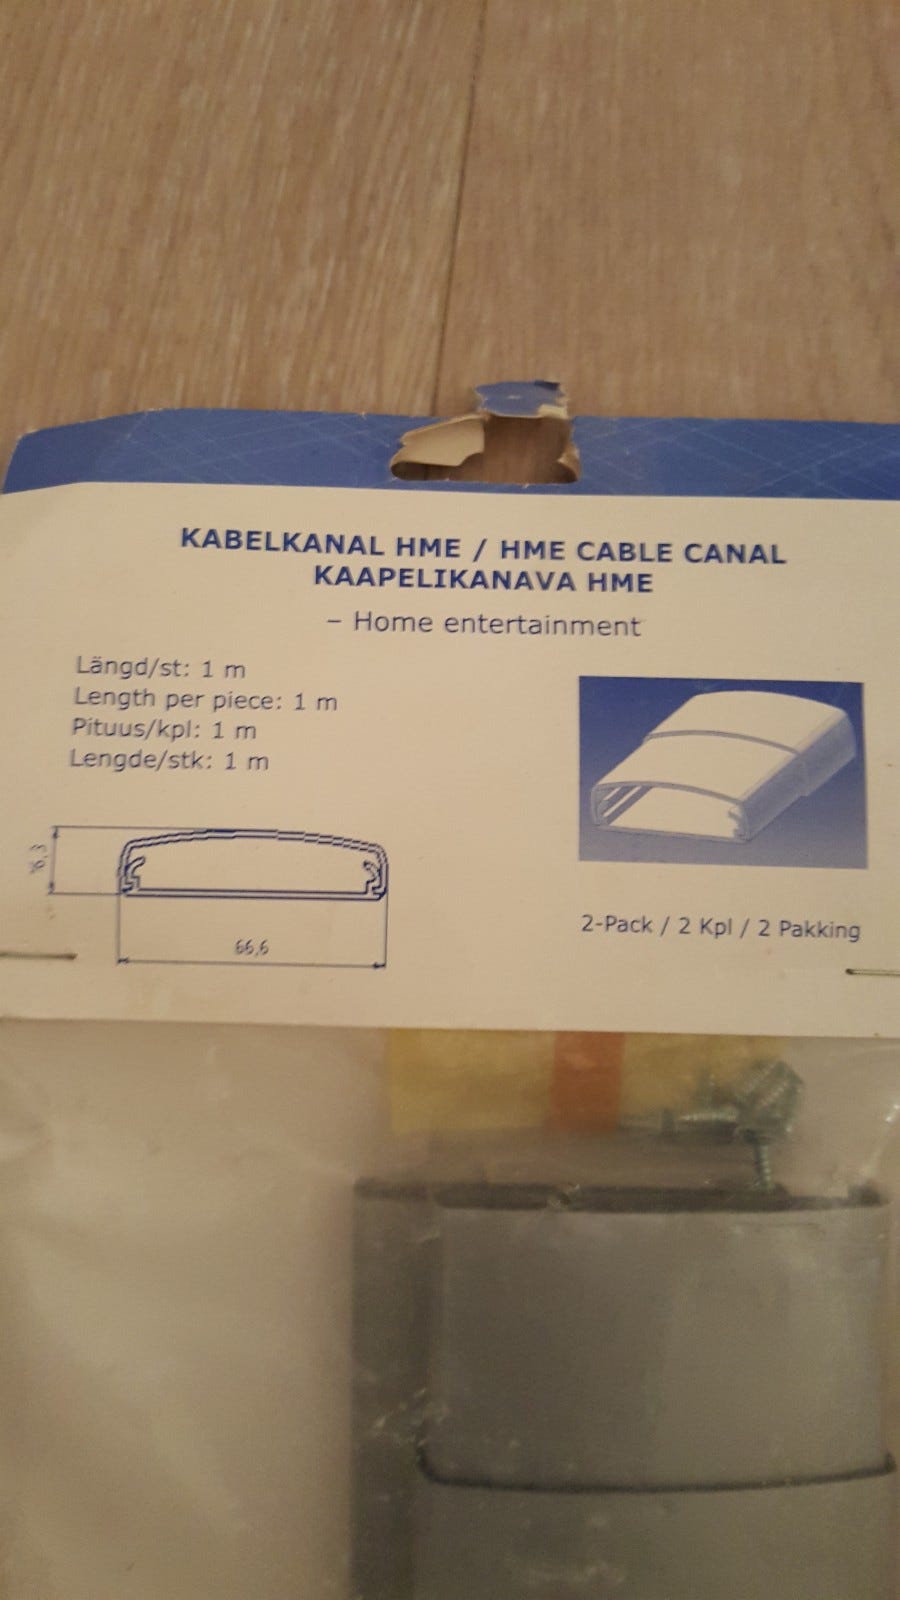 KABELKANAL HME / HME CABLE CANAL
KAAPELIKANAVA HME
– Home entertainment
Längd/st: 1 m
Length per piece: 1 m
Pituus/kpl: 1 m
Lengde/stk: 1 m
66,6
2-Pack / 2 Kpl / 2 Pakking